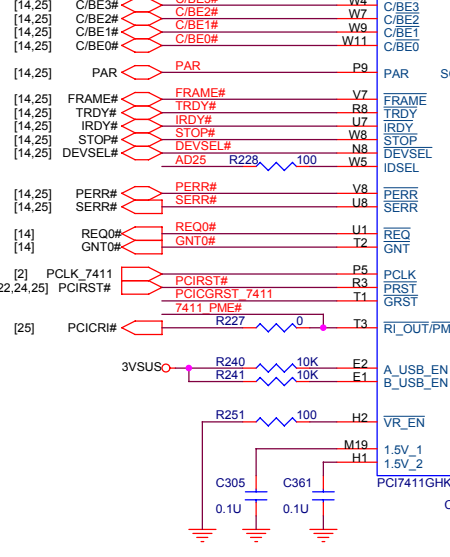 [14,25] C/BE3# C/BE3# W4 C/BE3
[14,25] C/BE2# C/BE2# W7 C/BE2
[14,25] C/BE1# C/BE1# W9 C/BE1
[14,25] C/BE0# C/BE0# W11 C/BE0
[14,25] PAR PAR P9 PAR
[14,25] FRAME# FRAME# V7 FRAME
[14,25] TRDY# TRDY# R8 TRDY
[14,25] IRDY# IRDY# U7 IRDY
[14,25] STOP# STOP# W8 STOP
[14,25] DEVSEL# DEVSEL# N8 DEVSEL
AD25 R228 100 W5 IDSEL
[14,25] PERR# PERR# V8 PERR
[14,25] SERR# SERR# U8 SERR
[14] REQ0# REQ0# U1 REQ
[14] GNT0# GNT0# T2 GNT
[2] PCLK_7411 P5 PCLK
22,24,25] PCIRST# PCIRST# R3 PRST
PCICGRST_7411 T1 GRST
7411_PME#
[25] PCICRI# R227 0 T3 RI_OUT/PM
3VSUS R240 10K E2 A_USB_EN
R241 10K E1 B_USB_EN
R251 100 H2 VR_EN
M19 1.5V_1
H1 1.5V_2
C305 C361 PCI7411GHK
0.1U 0.1U